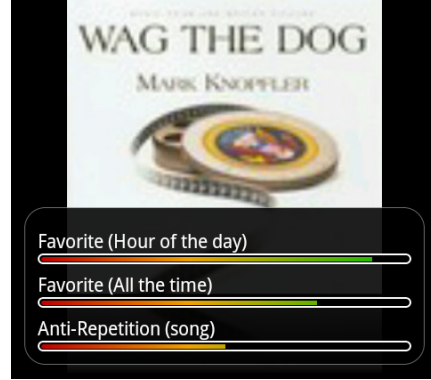 WAG THE DOG
MARK KNOPFLER
Favorite (Hour of the day)
Favorite (All the time)
Anti-Repetition (song)